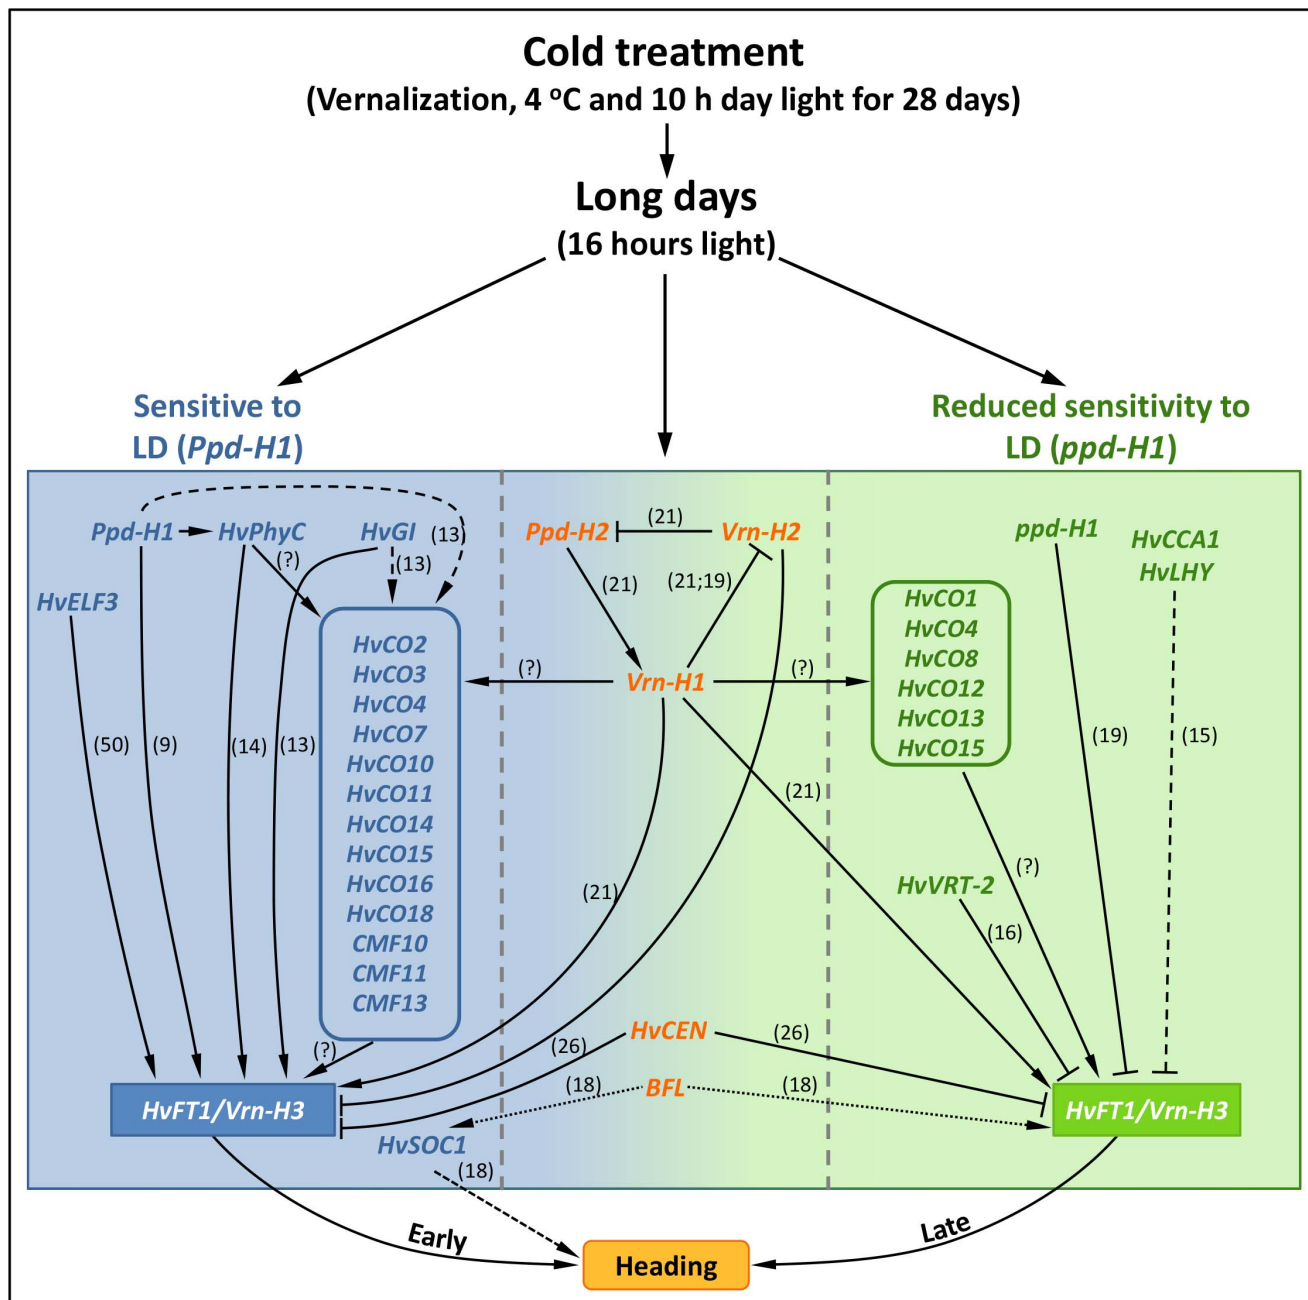 Cold treatment
(Vernalization, 4 °C and 10 h day light for 28 days)
Long days
(16 hours light)
Sensitive to
LD (Ppd-H1)
Reduced sensitivity to
LD (ppd-H1)
Ppd-H1
HvPhyC
HvGI
(13)
(?)
(13)
HvELF3
HvCO2
HvCO3
HvCO4
HvCO7
HvCO10
HvCO11
HvCO14
HvCO15
HvCO16
HvCO18
CMF10
CMF11
CMF13
(50)
(9)
(14)
(13)
(?)
HvFT1/Vrn-H3
Ppd-H2
(21)
Vrn-H2
(21)
(21;19)
(?)
Vrn-H1
(?)
(21)
(21)
HvCEN
(26)
(26)
BFL
(18)
(18)
HvSOC1
(18)
ppd-H1
HvCCA1
HvLHY
HvCO1
HvCO4
HvCO8
HvCO12
HvCO13
HvCO15
(19)
(15)
(?)
HvVRT-2
(16)
HvFT1/Vrn-H3
Early
Late
Heading